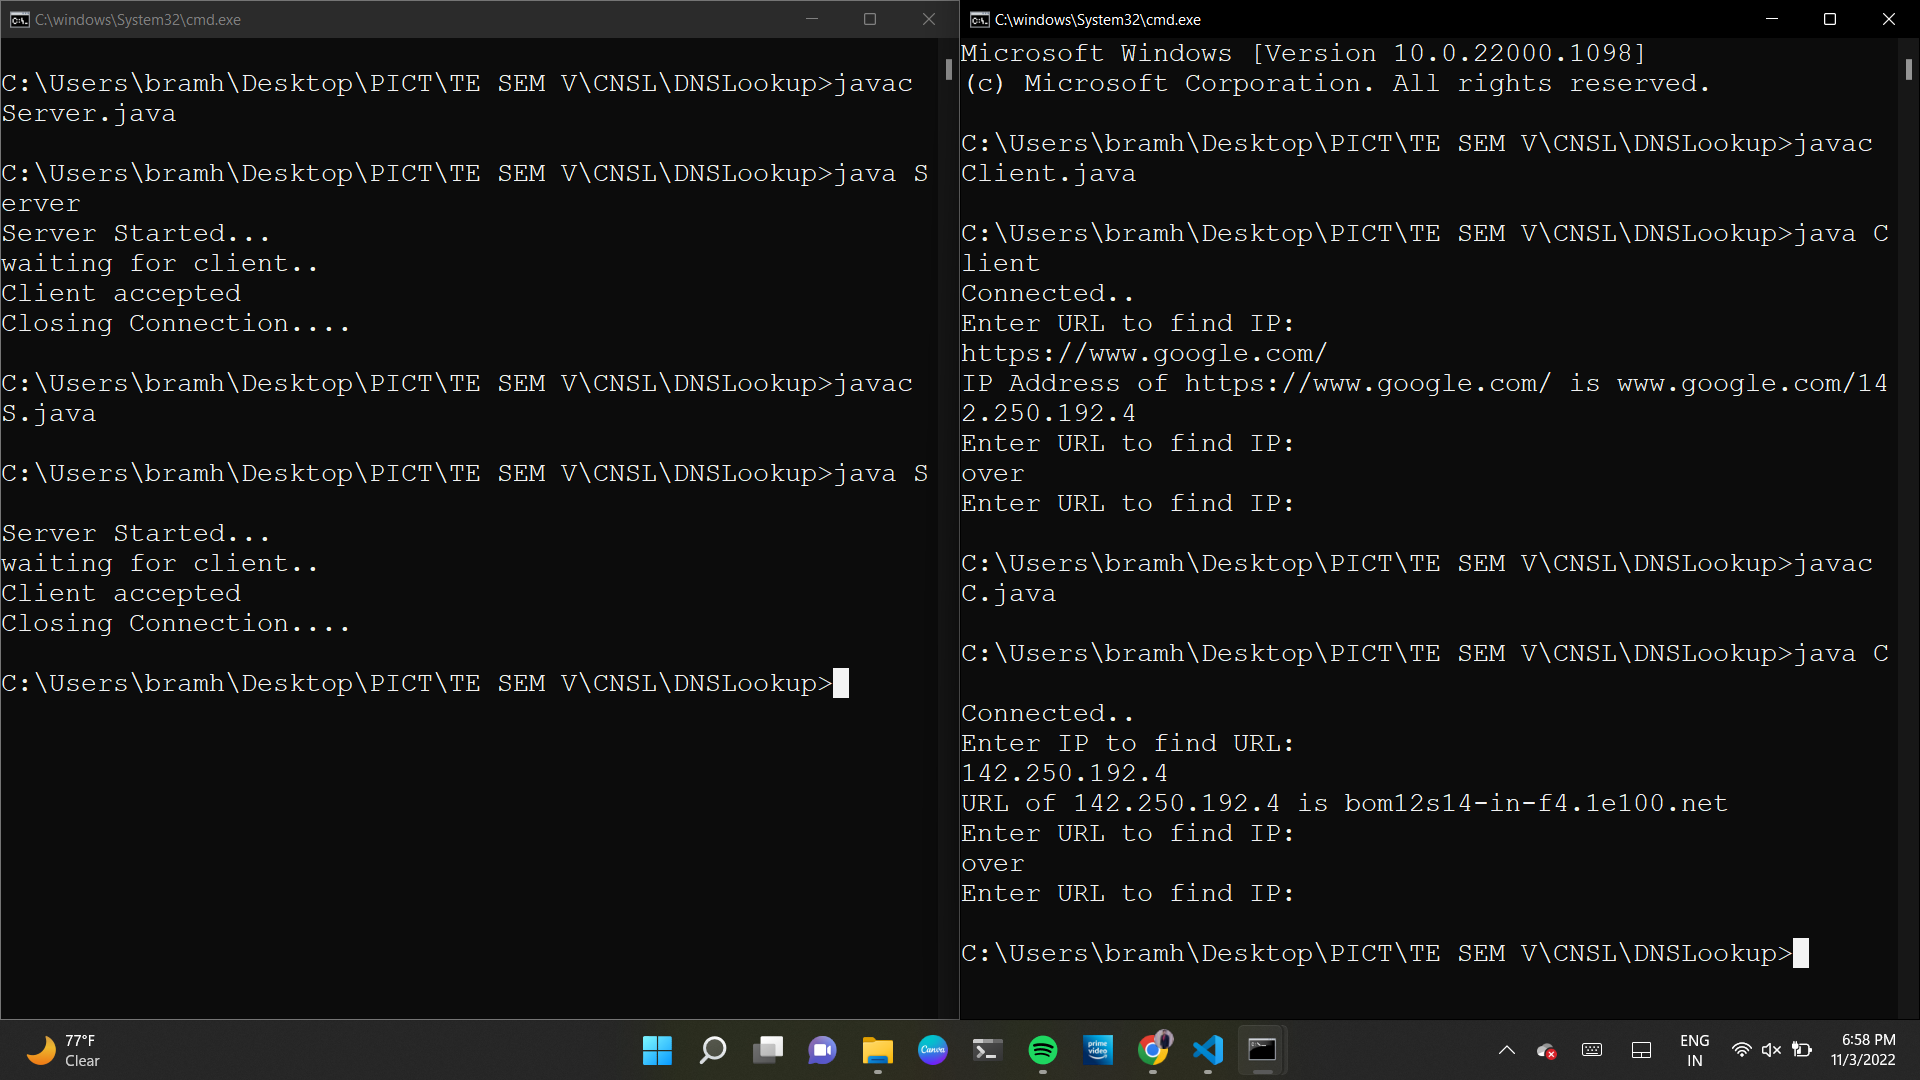 C:\windows\System32\cmd.exe
C:\Users\bramh\Desktop\PICT\TE SEM V\CNSL\DNSLookup>javac
Server.java
C:\Users\bramh\Desktop\PICT\TE SEM V\CNSL\DNSLookup>java S
erver
Server Started...
waiting for client..
Client accepted
Closing Connection....
C:\Users\bramh\Desktop\PICT\TE SEM V\CNSL\DNSLookup>javac
S.java
C:\Users\bramh\Desktop\PICT\TE SEM V\CNSL\DNSLookup>java S
Server Started...
waiting for client..
Client accepted
Closing Connection....
C:\Users\bramh\Desktop\PICT\TE SEM V\CNSL\DNSLookup>
C:\windows\System32\cmd.exe
Microsoft Windows [Version 10.0.22000.1098]
(c) Microsoft Corporation. All rights reserved.
C:\Users\bramh\Desktop\PICT\TE SEM V\CNSL\DNSLookup>javac
Client.java
C:\Users\bramh\Desktop\PICT\TE SEM V\CNSL\DNSLookup>java C
lient
Connected..
Enter URL to find IP:
https://www.google.com/
IP Address of https://www.google.com/ is www.google.com/14
2.250.192.4
Enter URL to find IP:
over
Enter URL to find IP:
C:\Users\bramh\Desktop\PICT\TE SEM V\CNSL\DNSLookup>javac
C.java
C:\Users\bramh\Desktop\PICT\TE SEM V\CNSL\DNSLookup>java C
Connected..
Enter IP to find URL:
142.250.192.4
URL of 142.250.192.4 is bom12s14-in-f4.1e100.net
Enter URL to find IP:
over
Enter URL to find IP:
C:\Users\bramh\Desktop\PICT\TE SEM V\CNSL\DNSLookup>
77°F
Clear
Canva
prime video
ENG
IN
6:58 PM
11/3/2022